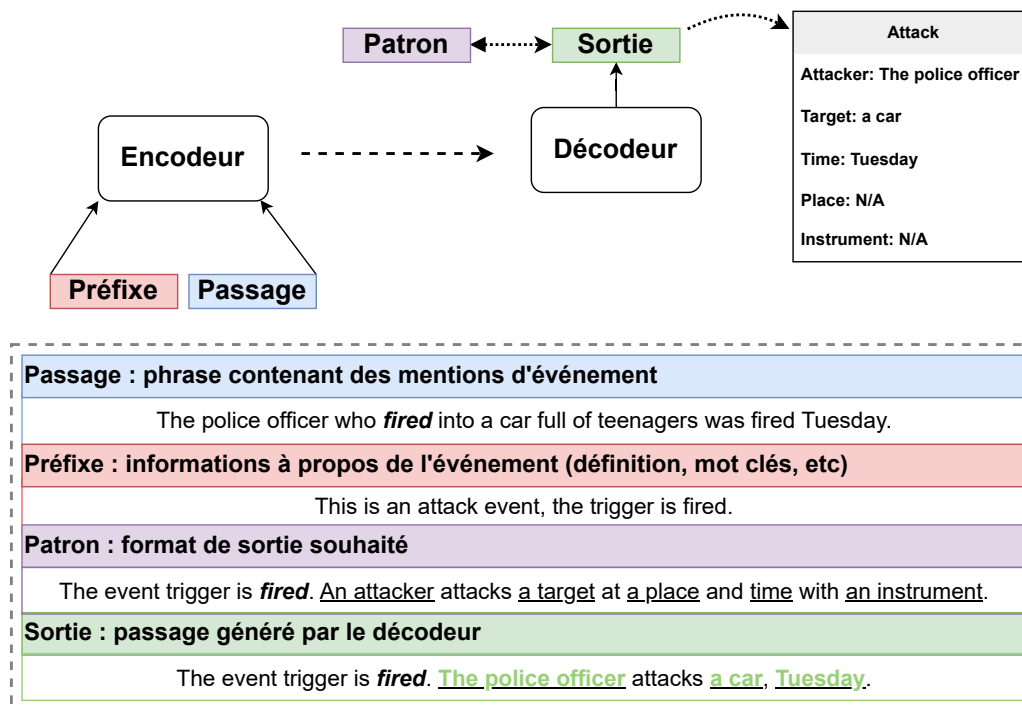 Patron
Sortie
Attack
Attacker: The police officer
Target: a car
Time: Tuesday
Place: N/A
Instrument: N/A
Encodeur
Décodeur
Préfixe
Passage
Passage : phrase contenant des mentions d'événement
The police officer who fired into a car full of teenagers was fired Tuesday.
Préfixe : informations à propos de l'événement (définition, mot clés, etc)
This is an attack event, the trigger is fired.
Patron : format de sortie souhaité
The event trigger is fired. An attacker attacks a target at a place and time with an instrument.
Sortie : passage généré par le décodeur
The event trigger is fired. The police officer attacks a car, Tuesday.